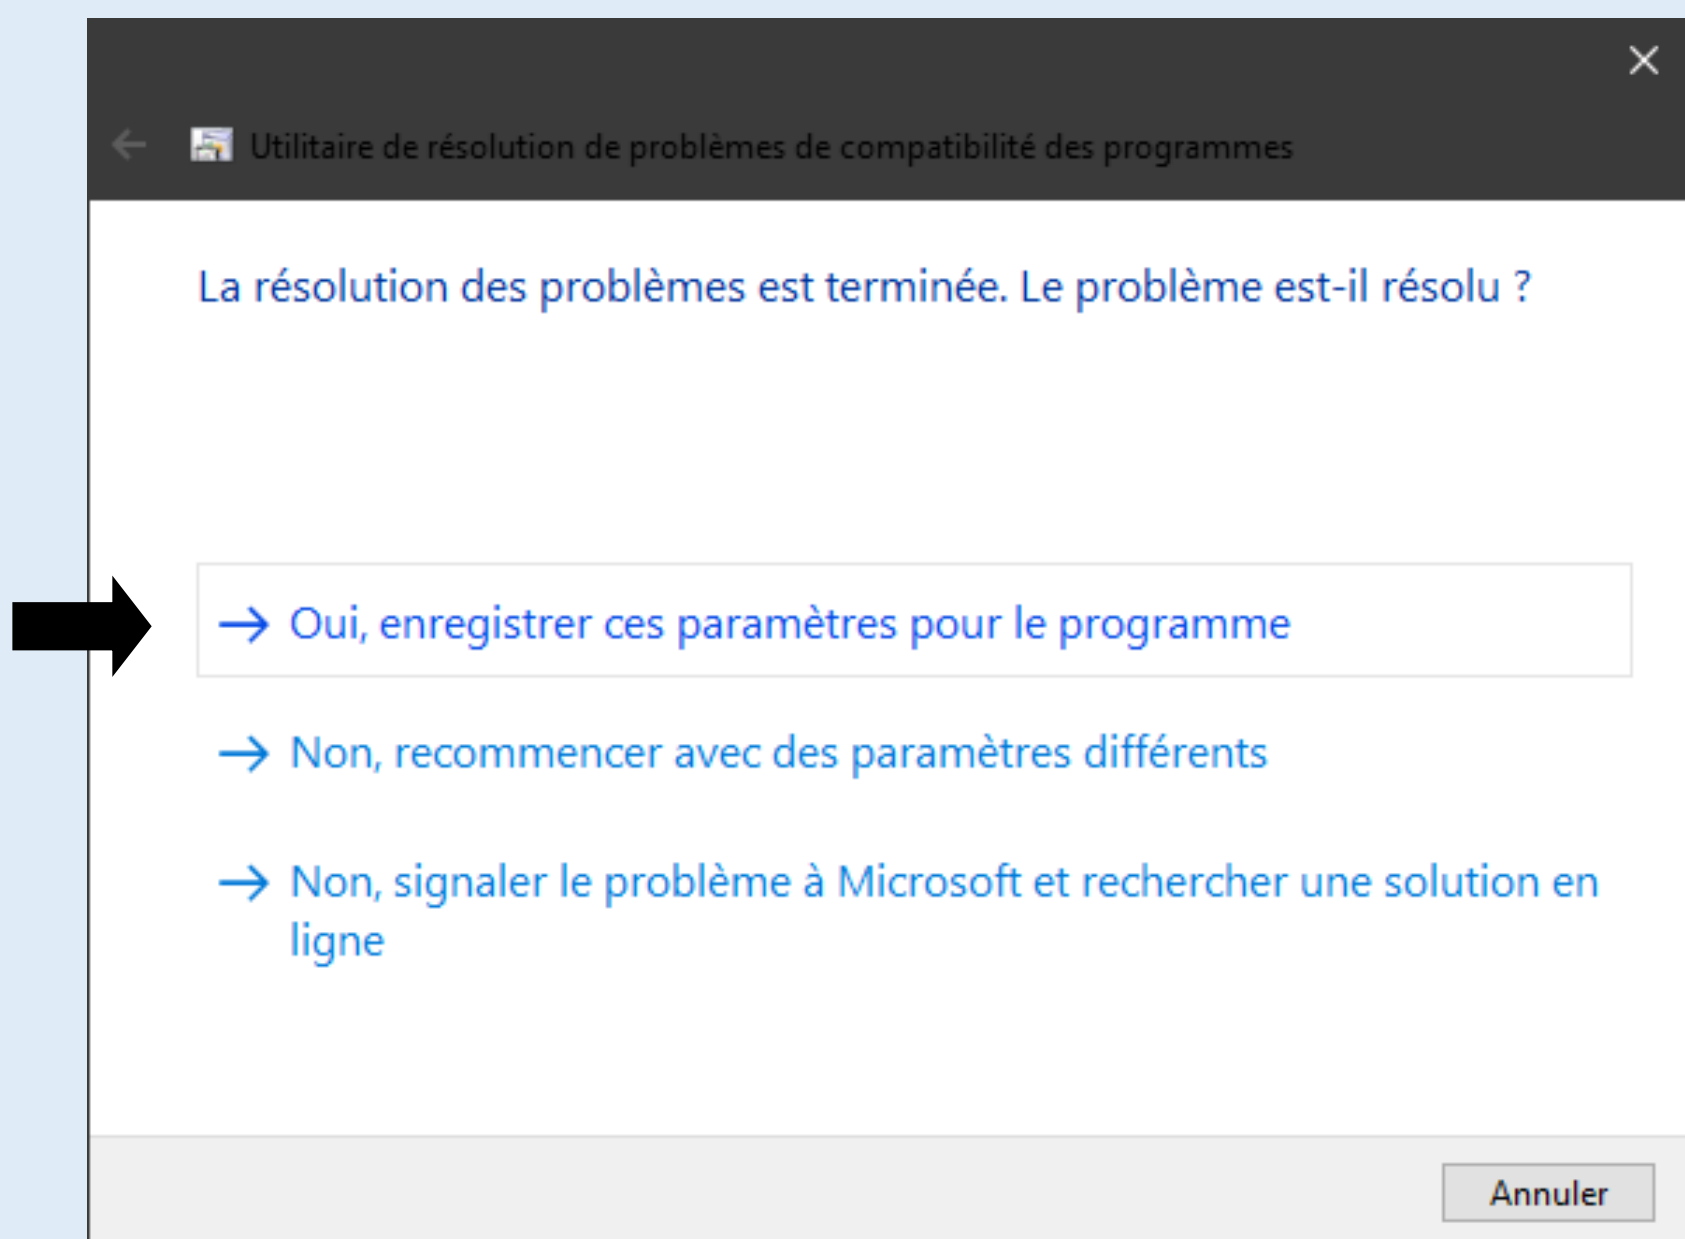 Utilitaire de résolution de problèmes de compatibilité des programmes
La résolution des problèmes est terminée. Le problème est-il résolu ?
Oui, enregistrer ces paramètres pour le programme
Non, recommencer avec des paramètres différents
Non, signaler le problème à Microsoft et rechercher une solution en
ligne
Annuler